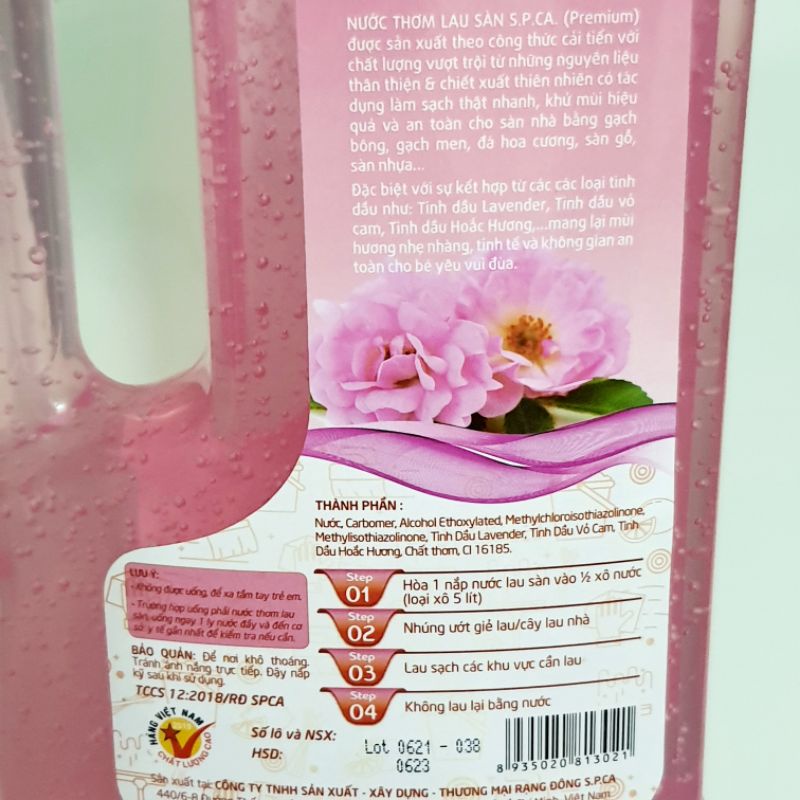 NƯỚC THƠM LAU SÀN S.P.CA. (Premium)
được sản xuất theo công thức cải tiến với
chất lượng vượt trội từ những nguyên liệu
thân thiện & chiết xuất thiên nhiên có tác
dụng làm sạch thật nhanh, khử mùi hiệu
quả và an toàn cho sàn nhà bằng gạch
bông, gạch men, đá hoa cương, sàn gỗ,
sàn nhựa...
Đặc biệt với sự kết hợp từ các các loại tinh
dầu như: Tinh dầu Lavender, Tinh dầu vỏ
cam, Tinh dầu Hoắc Hương,...mang lại mùi
hương nhẹ nhàng, tinh tế và không gian an
toàn cho bé yêu vui đùa.
THÀNH PHẦN :
Nước, Carbomer, Alcohol Ethoxylated, Methylchloroisothiazolinone,
Methylisothiazolinone, Tinh Dầu Lavender, Tinh Dầu Vỏ Cam, Tinh
Dầu Hoắc Hương, Chất thơm, CI 16185.
LƯU Ý:
- Không được uống, để xa tầm tay trẻ em.
- Trường hợp uống phải nước thơm lau
sàn, uống ngay 1 ly nước đầy và đến cơ
sở y tế gần nhất để kiểm tra nếu cần.
BẢO QUẢN: Để nơi khô thoáng.
Tránh ánh nắng trực tiếp. Đậy nắp
kỹ sau khi sử dụng.
TCCS 12:2018/RĐ SPCA
Step 01 Hòa 1 nắp nước lau sàn vào ½ xô nước
(loại xô 5 lít)
Step 02 Nhúng ướt giẻ lau/cây lau nhà
Step 03 Lau sạch các khu vực cần lau
Step 04 Không lau lại bằng nước
HÀNG VIỆT NAM
CHẤT LƯỢNG CAO
Số lô và NSX: Lot 0621 - 038
HSD: 0623
8 935020 813021
Sản xuất tại: CÔNG TY TNHH SẢN XUẤT - XÂY DỰNG - THƯƠNG MẠI RẠNG ĐÔNG S.P.CA